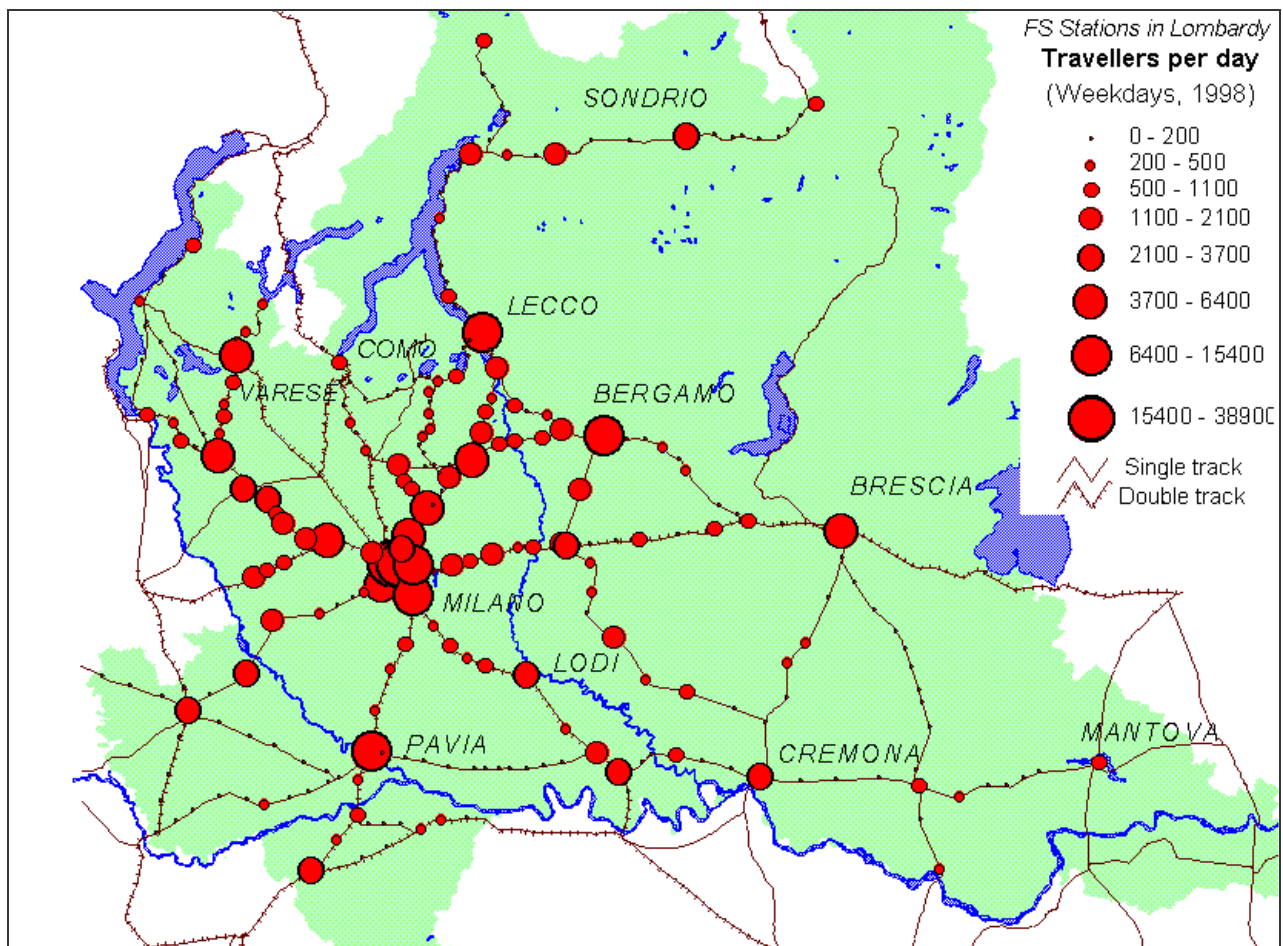 FS Stations in Lombardy
Travellers per day
(Weekdays, 1998)
0 - 200
200 - 500
500 - 1100
1100 - 2100
2100 - 3700
3700 - 6400
6400 - 15400
15400 - 38900
Single track
Double track
SONDRIO
LECCO
COMO
VARESE
BERGAMO
BRESCIA
MILANO
LODI
PAVIA
CREMONA
MANTOVA